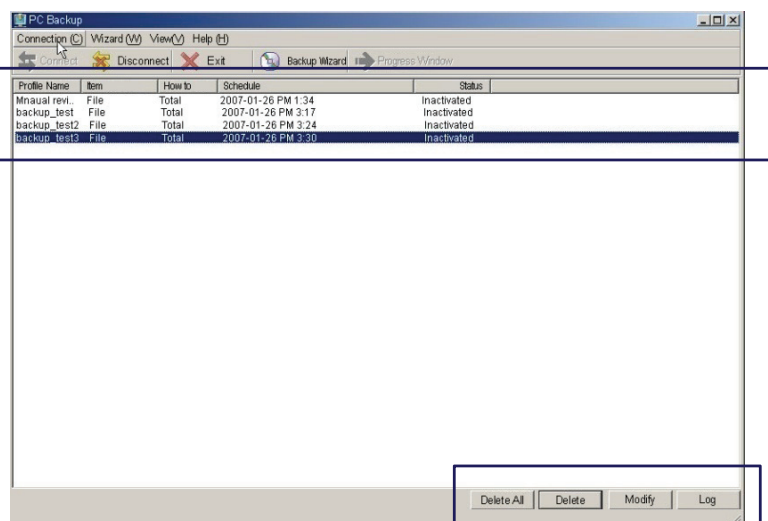 PC Backup
Connection (C) Wizard (W) View(V) Help (H)
Connect Disconnect Exit Backup Wizard Progress Window
Profile Name Item How to Schedule Status
Mnaual revi.. File Total 2007-01-26 PM 1:34 Inactivated
backup_test File Total 2007-01-26 PM 3:17 Inactivated
backup_test2 File Total 2007-01-26 PM 3:24 Inactivated
backup_test3 File Total 2007-01-26 PM 3:30 Inactivated
Delete All Delete Modify Log